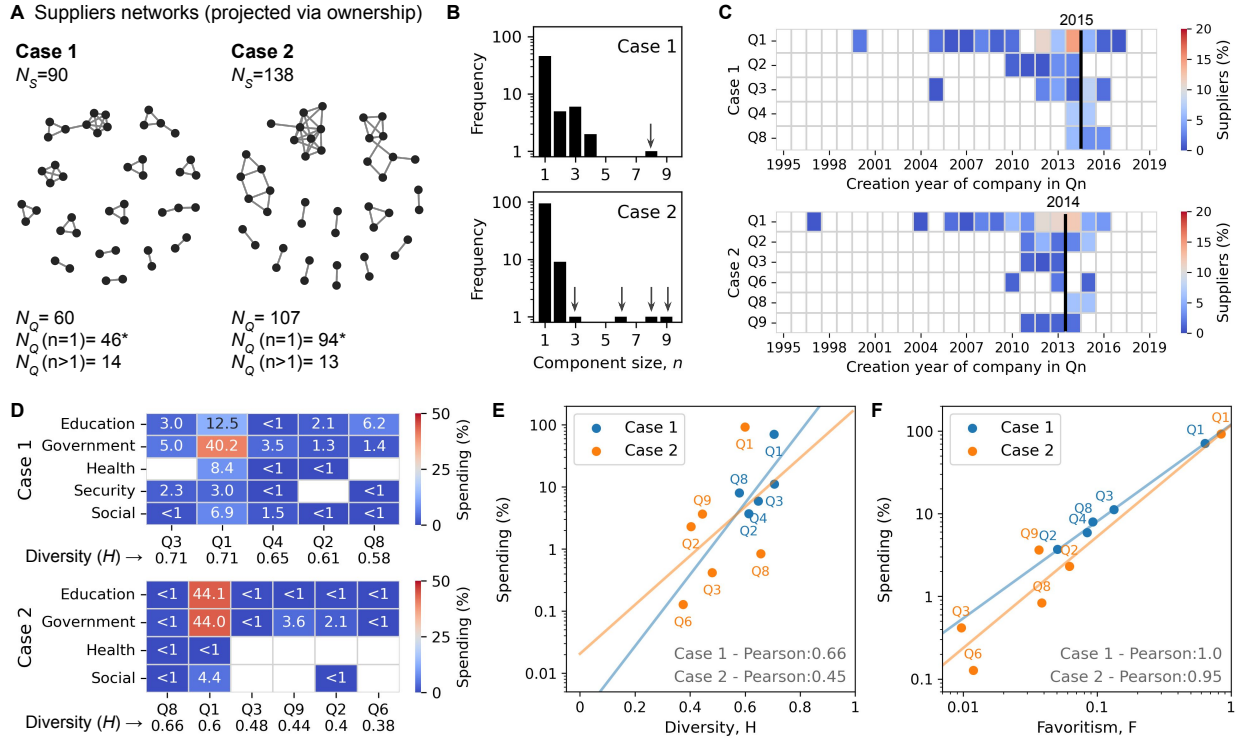 A Suppliers networks (projected via ownership)
Case 1
N_S=90
Case 2
N_S=138
N_Q= 60
N_Q (n=1)= 46*
N_Q (n>1)= 14
N_Q= 107
N_Q (n=1)= 94*
N_Q (n>1)= 13
B
Case 1
Frequency
100
10
1
1 3 5 7 9
Case 2
Frequency
100
10
1
1 3 5 7 9
Component size, n
C
2015
Case 1
Q1
Q2
Q3
Q4
Q8
1995 1998 2001 2004 2007 2010 2013 2016 2019
Creation year of company in Qn
Suppliers (%)
20
15
10
5
0
2014
Case 2
Q1
Q2
Q3
Q6
Q8
Q9
1995 1998 2001 2004 2007 2010 2013 2016 2019
Creation year of company in Qn
Suppliers (%)
20
15
10
5
0
D
Case 1
Education 3.0 12.5 <1 2.1 6.2
Government 5.0 40.2 3.5 1.3 1.4
Health 8.4 <1 <1
Security 2.3 3.0 <1 <1
Social <1 6.9 1.5 <1 <1
Q3 Q1 Q4 Q2 Q8
Diversity (H) → 0.71 0.71 0.65 0.61 0.58
Spending (%)
50
25
0
Case 2
Education <1 44.1 <1 <1 <1 <1
Government <1 44.0 <1 3.6 2.1 <1
Health <1 <1
Social <1 4.4 <1
Q8 Q1 Q3 Q9 Q2 Q6
Diversity (H) → 0.66 0.6 0.48 0.44 0.4 0.38
Spending (%)
50
25
0
E
Case 1
Case 2
Spending (%)
100
10
1
0.1
0.01
Q1
Q1
Q8
Q3
Q4
Q2
Q9
Q2
Q8
Q3
Q6
Case 1 - Pearson:0.66
Case 2 - Pearson:0.45
0 0.2 0.4 0.6 0.8 1
Diversity, H
F
Case 1
Case 2
Spending (%)
100
10
1
0.1
Q1
Q1
Q3
Q8
Q4
Q9
Q2
Q2
Q8
Q3
Q6
Case 1 - Pearson:1.0
Case 2 - Pearson:0.95
0.01 0.1 1
Favoritism, F